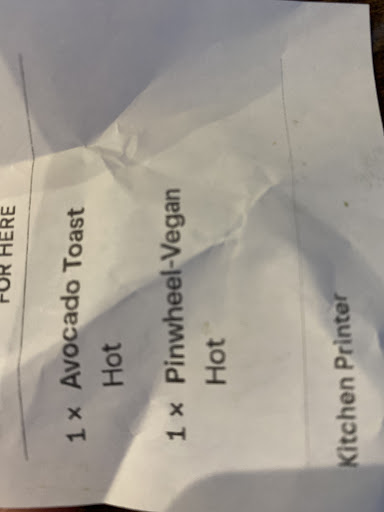 FOR HERE
1 x Avocado Toast
Hot
1 x Pinwheel-Vegan
Hot
Kitchen Printer